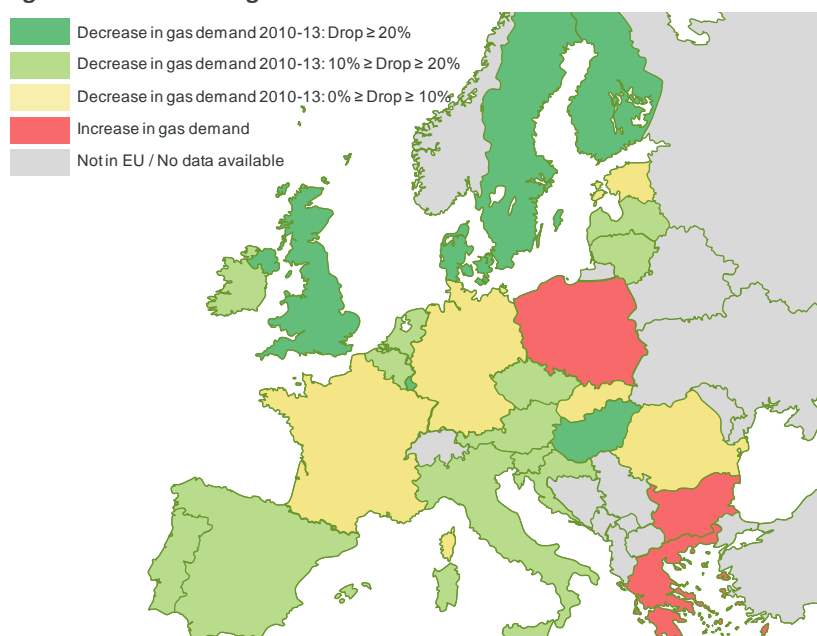 Decrease in gas demand 2010-13: Drop ≥ 20%
Decrease in gas demand 2010-13: 10% ≥ Drop ≥ 20%
Decrease in gas demand 2010-13: 0% ≥ Drop ≥ 10%
Increase in gas demand
Not in EU / No data available